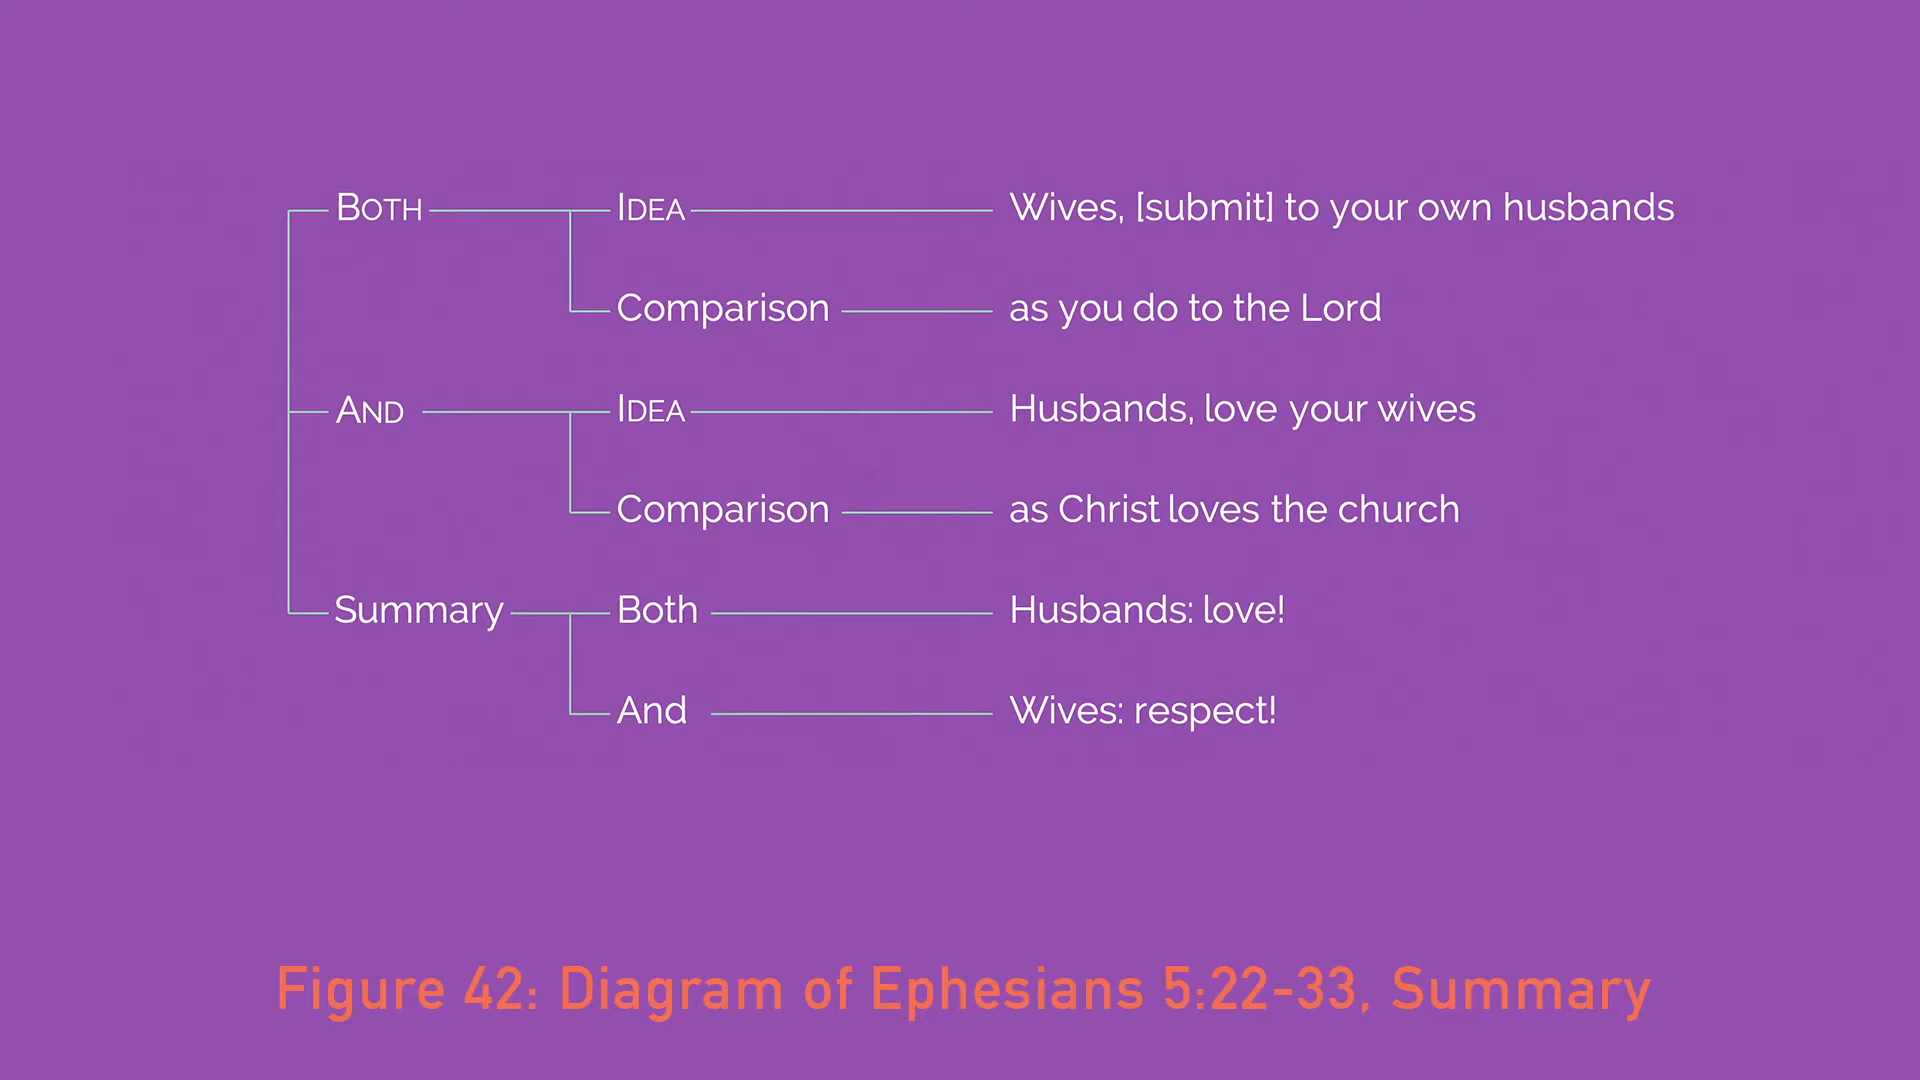 BOTH IDEA Wives, [submit] to your own husbands
Comparison as you do to the Lord
AND IDEA Husbands, love your wives
Comparison as Christ loves the church
Summary Both Husbands: love!
And Wives: respect!
Figure 42: Diagram of Ephesians 5:22-33, Summary